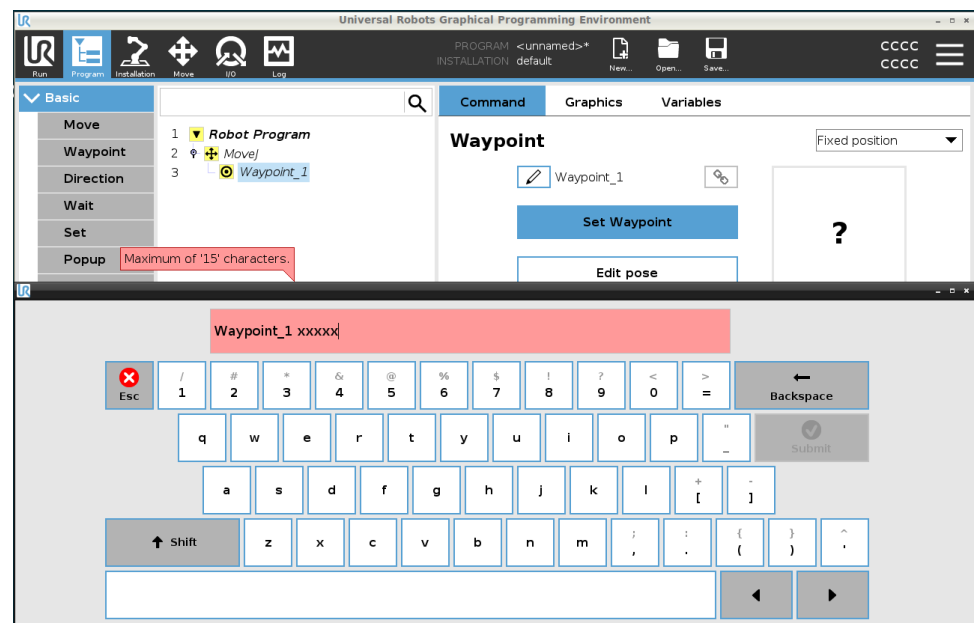 UR
Universal Robots Graphical Programming Environment
UR
Run
Program
Installation
Move
I/O
Log
PROGRAM <unnamed>*
INSTALLATION default
New...
Open...
Save...
CCCC
CCCC
Basic
Move
Waypoint
Direction
Wait
Set
Popup
1 Robot Program
2 MoveJ
3 Waypoint_1
Command Graphics Variables
Waypoint
Fixed position
Waypoint_1
Set Waypoint
Edit pose
?
Maximum of '15' characters.
UR
Waypoint_1 xxxxx
Esc / 1 # 2 * 3 & 4 @ 5 % 6 $ 7 ! 8 ? 9 < 0 > = Backspace
q w e r t y u i o p " _ Submit
a s d f g h j k l + [ - ]
Shift z x c v b n m ; , : . { ( } ) ^ '